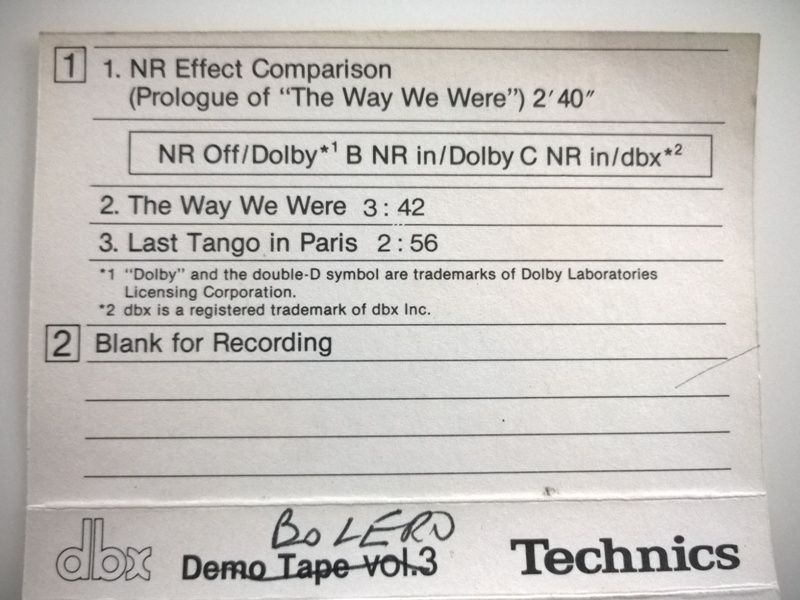 1 1. NR Effect Comparison
(Prologue of "The Way We Were") 2'40"
NR Off/Dolby*1 B NR in/Dolby C NR in/dbx*2
2. The Way We Were 3:42
3. Last Tango in Paris 2:56
*1 "Dolby" and the double-D symbol are trademarks of Dolby Laboratories
Licensing Corporation.
*2 dbx is a registered trademark of dbx Inc.
2 Blank for Recording
BOLERO
dbx Demo Tape Vol.3 Technics